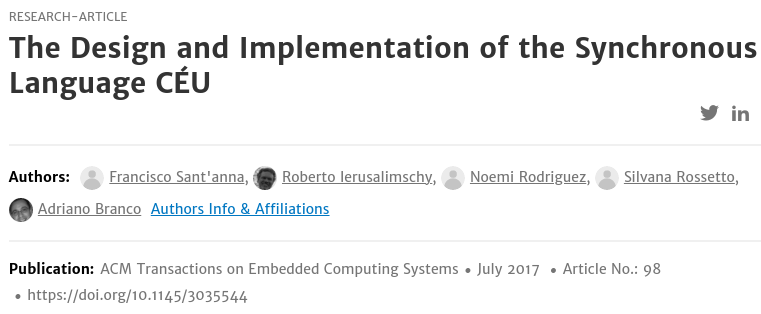 RESEARCH-ARTICLE
The Design and Implementation of the Synchronous
Language CÉU
Authors: Francisco Sant'anna, Roberto Ierusalimschy, Noemi Rodriguez, Silvana Rossetto,
Adriano Branco Authors Info & Affiliations
Publication: ACM Transactions on Embedded Computing Systems • July 2017 • Article No.: 98
• https://doi.org/10.1145/3035544